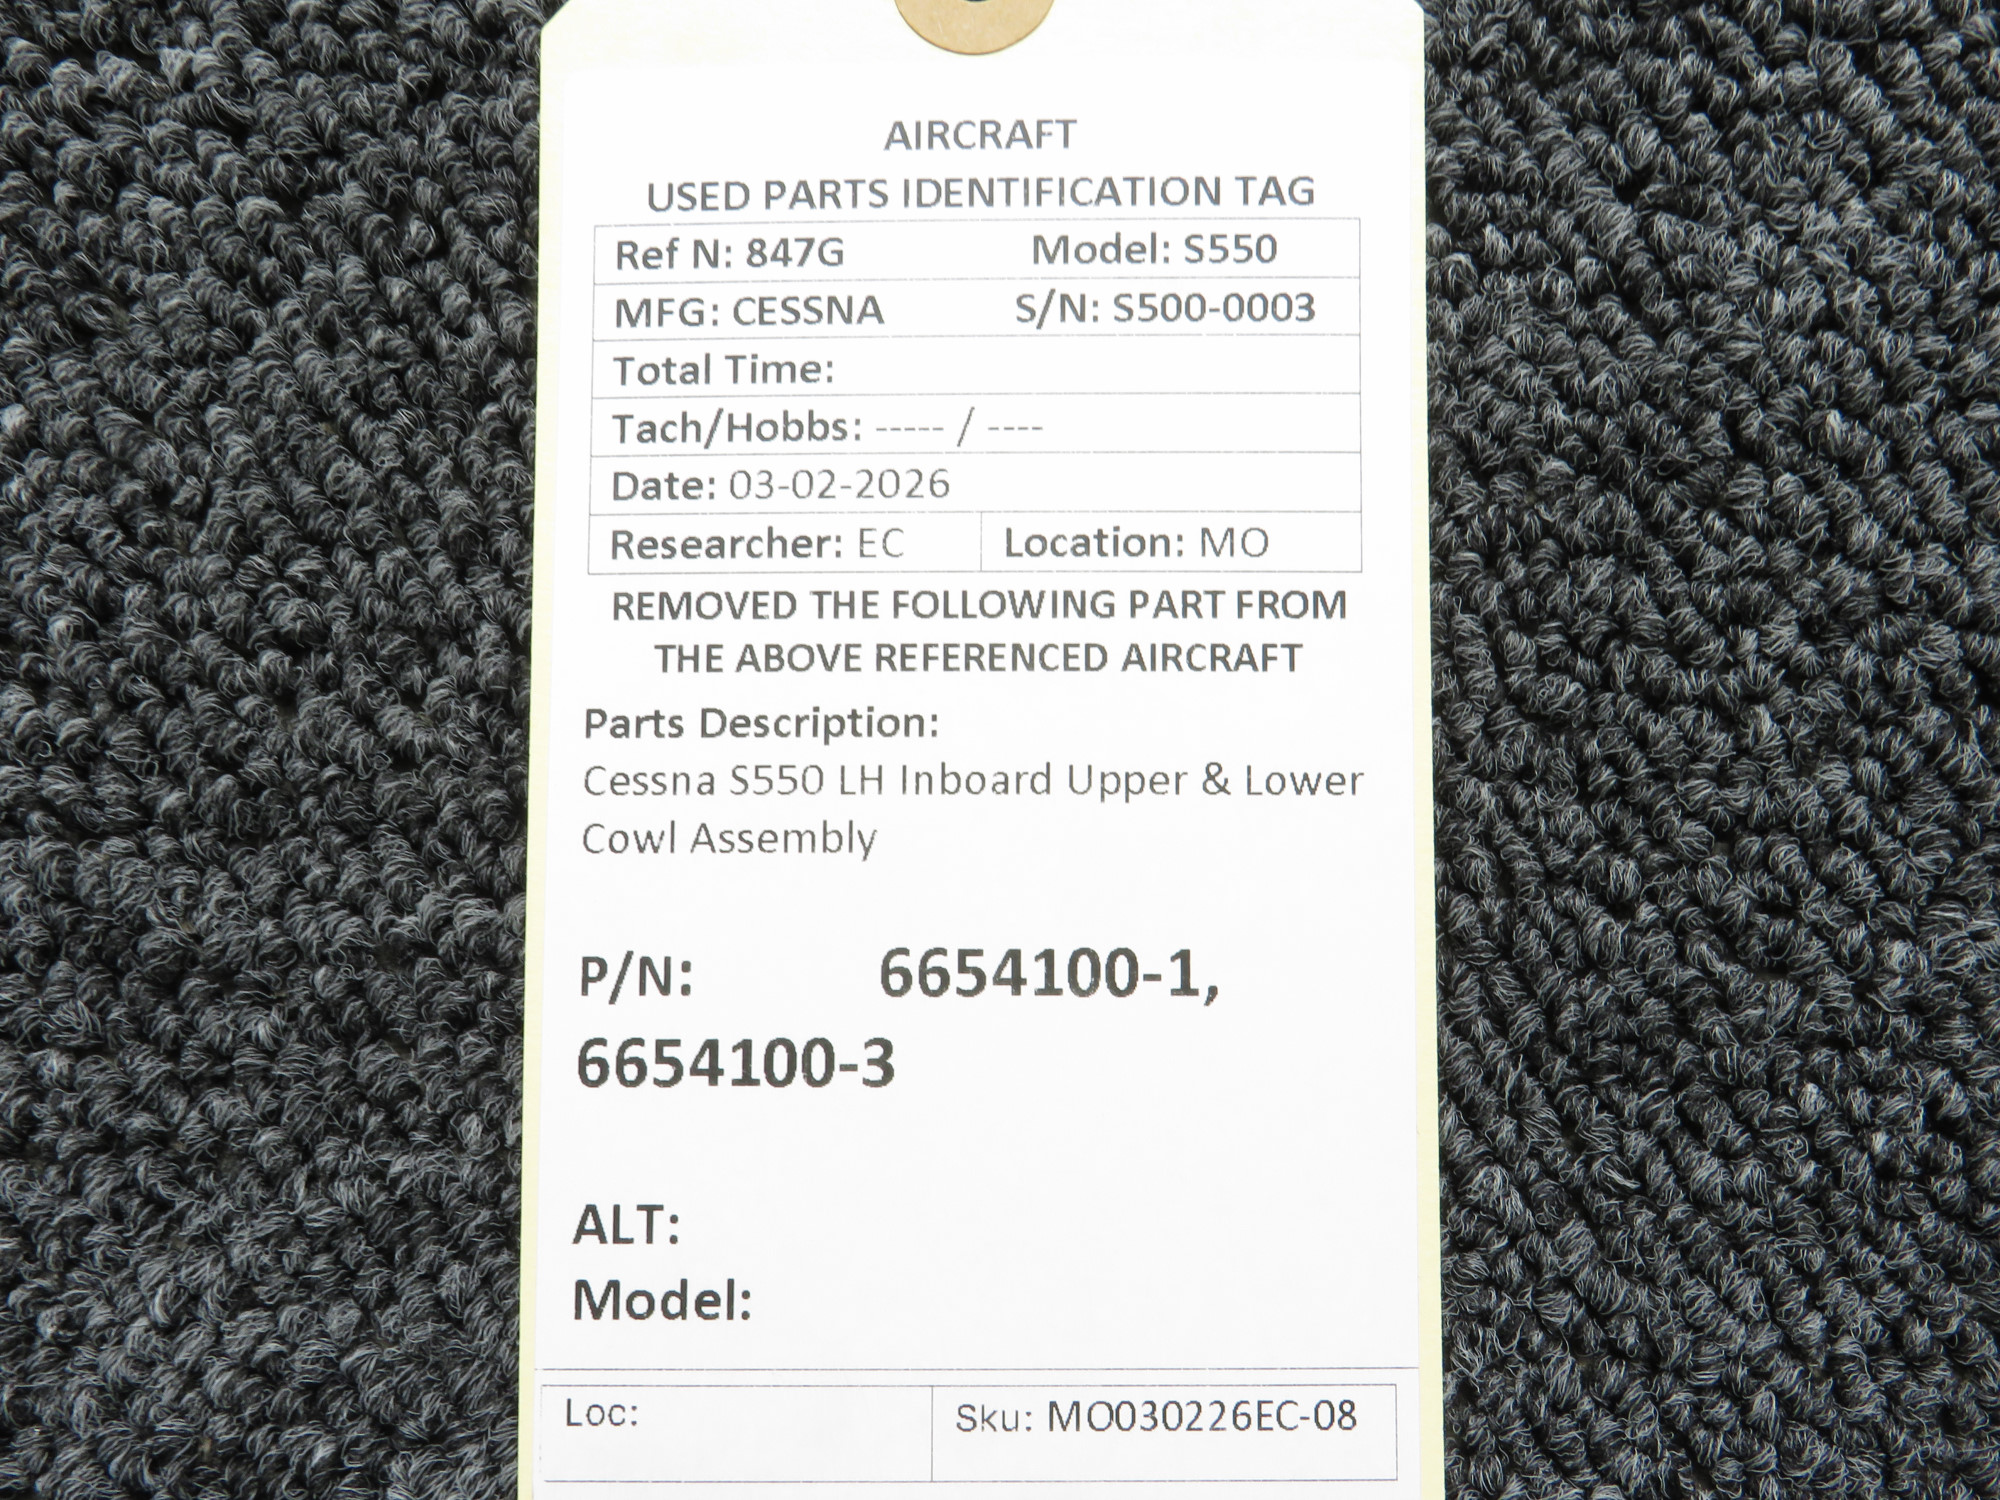 AIRCRAFT
USED PARTS IDENTIFICATION TAG
Ref N: 847G Model: S550
MFG: CESSNA S/N: S500-0003
Total Time:
Tach/Hobbs: ----- / ----
Date: 03-02-2026
Researcher: EC Location: MO
REMOVED THE FOLLOWING PART FROM
THE ABOVE REFERENCED AIRCRAFT
Parts Description:
Cessna S550 LH Inboard Upper & Lower
Cowl Assembly
P/N: 6654100-1,
6654100-3
ALT:
Model:
Loc: Sku: MO030226EC-08